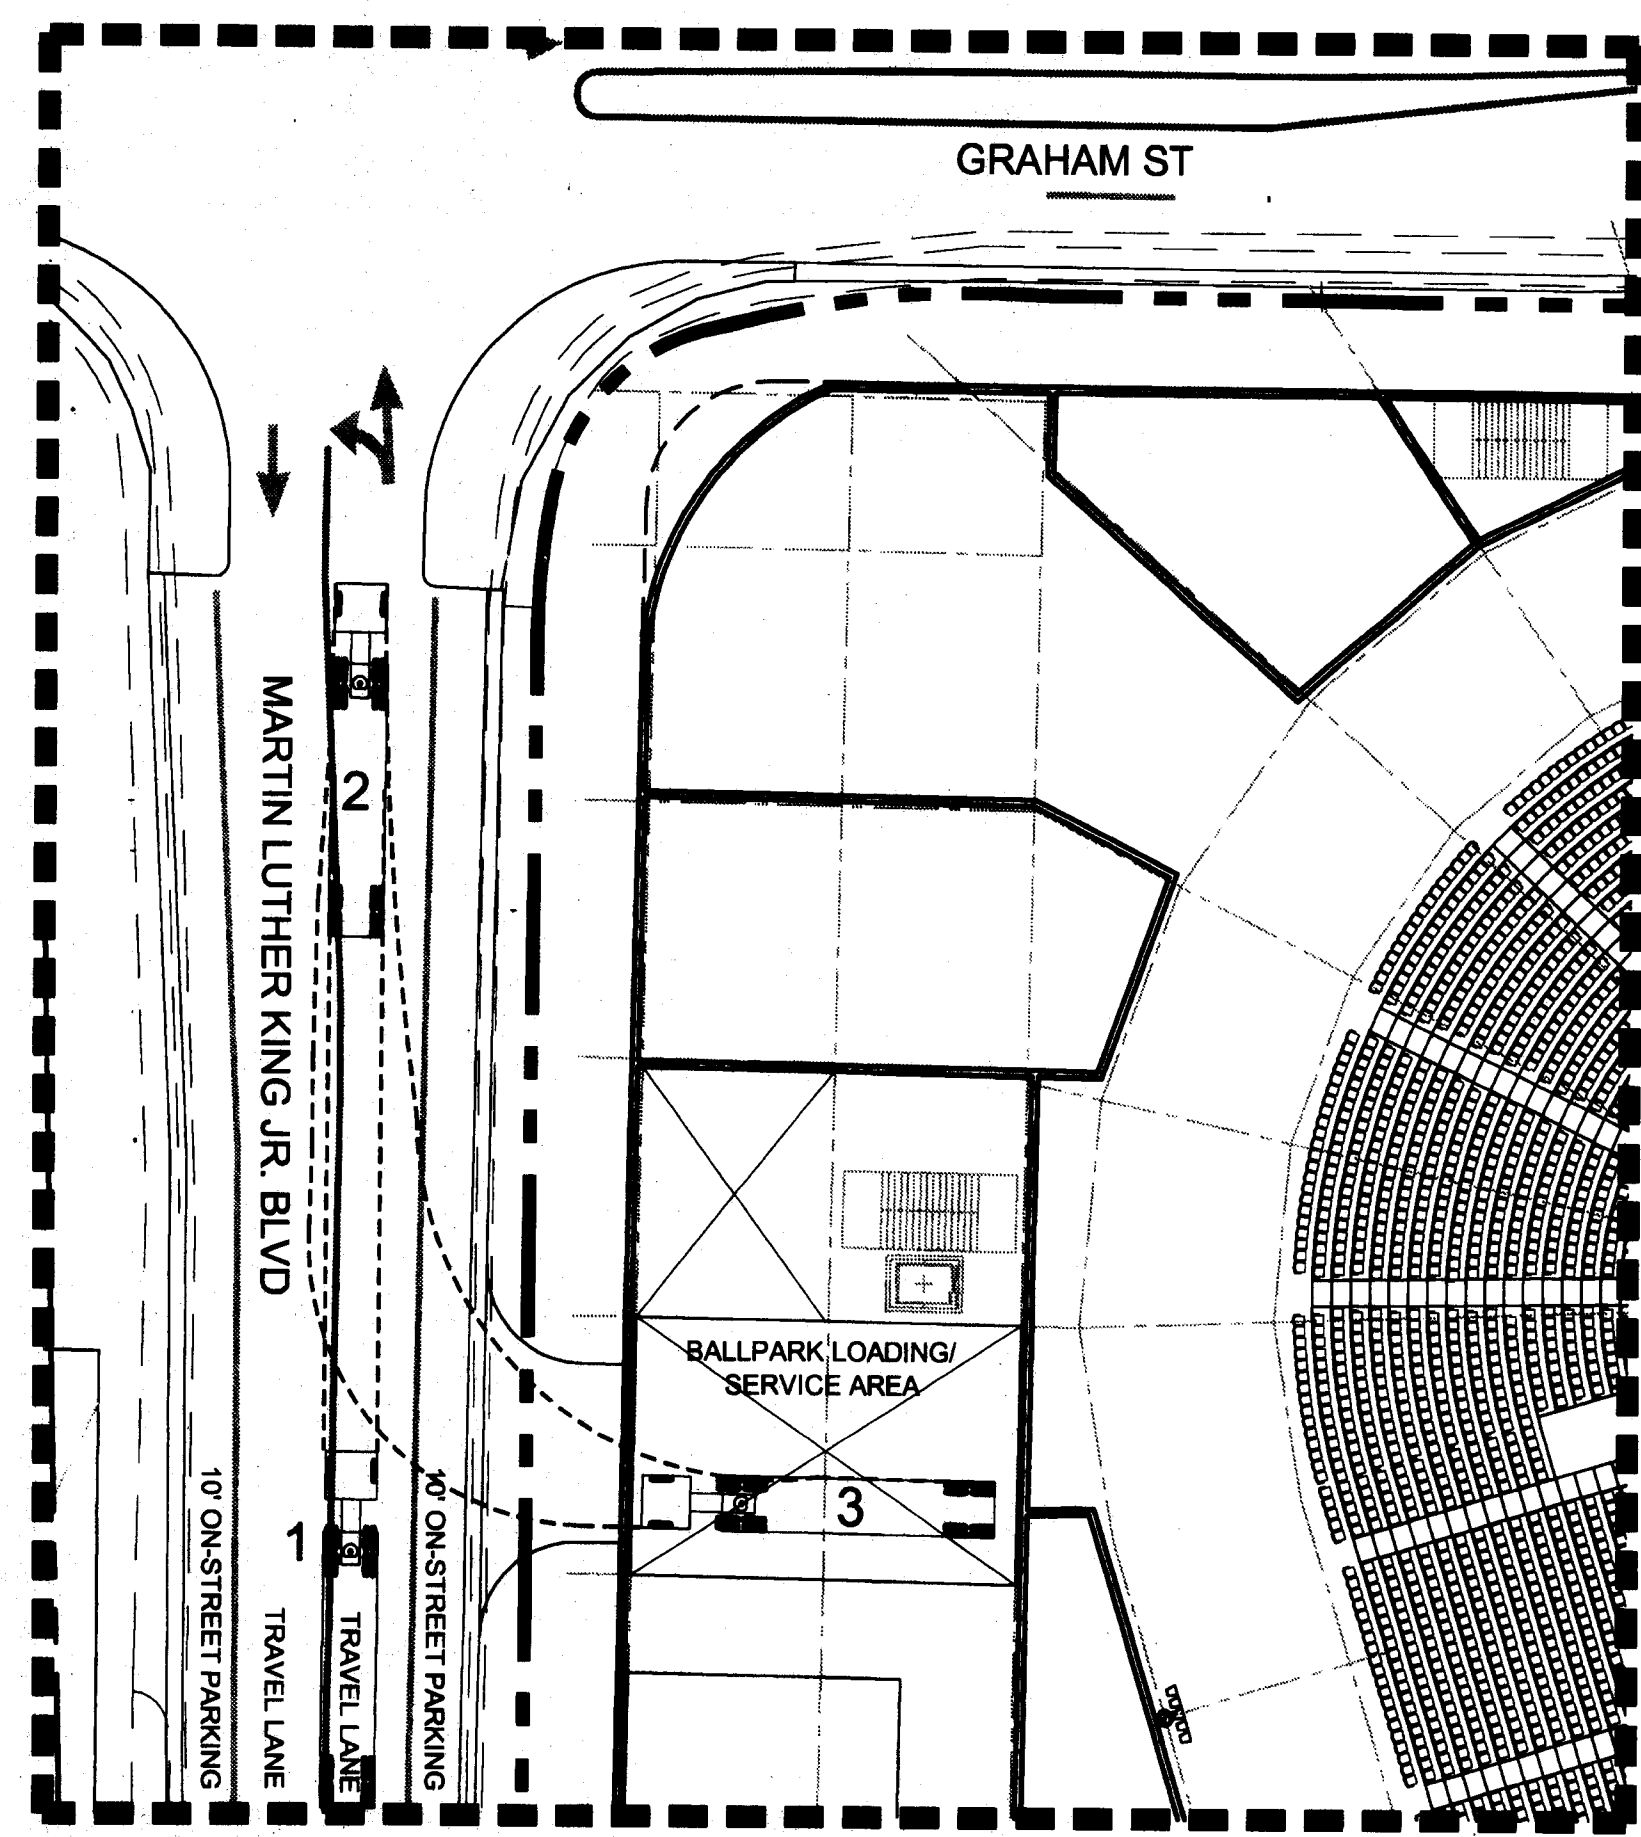 GRAHAM ST
MARTIN LUTHER KING JR. BLVD
2
BALLPARK LOADING/
SERVICE AREA
3
1
10' ON-STREET PARKING
TRAVEL LANE
TRAVEL LANE
10' ON-STREET PARKING